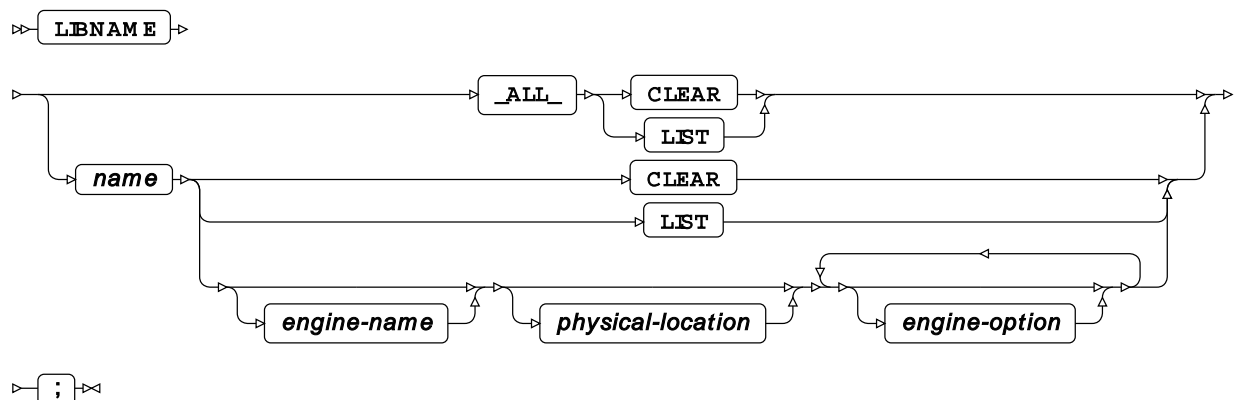 LIBNAME
_ALL_ CLEAR
LIST
name CLEAR
LIST
engine-name physical-location engine-option
;